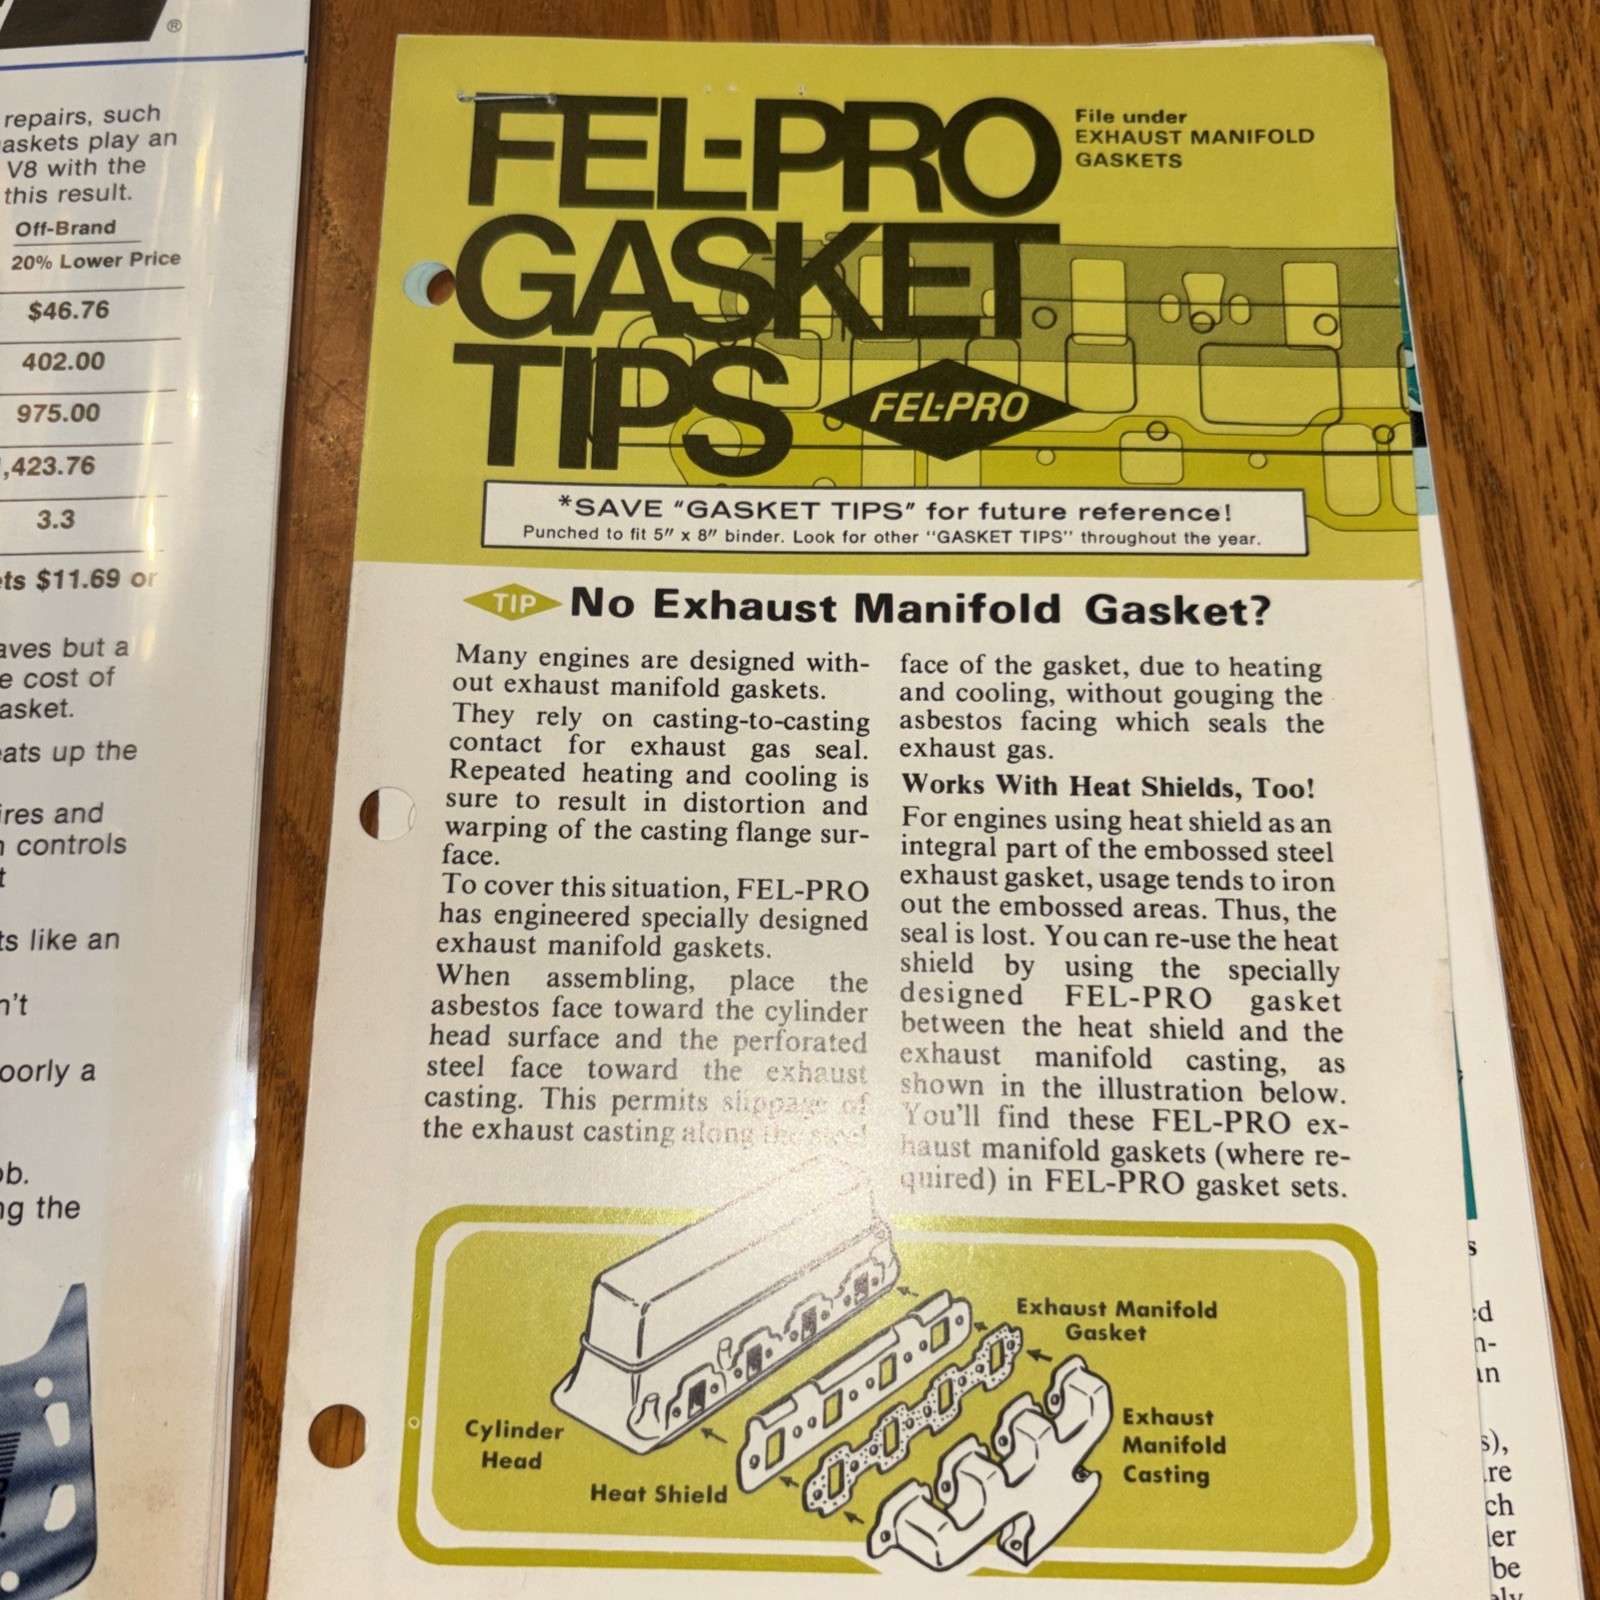 ®
repairs, such
gaskets play an
V8 with the
this result.
Off-Brand
20% Lower Price
$46.76
402.00
975.00
,423.76
3.3
ets $11.69 or
aves but a
e cost of
asket.
eats up the
ires and
n controls
t
ts like an
n't
oorly a
ob.
ng the
FEL-PRO
GASKET
TIPS
File under
EXHAUST MANIFOLD
GASKETS
FEL-PRO
*SAVE "GASKET TIPS" for future reference!
Punched to fit 5" x 8" binder. Look for other "GASKET TIPS" throughout the year.
TIP No Exhaust Manifold Gasket?
Many engines are designed with-
out exhaust manifold gaskets.
They rely on casting-to-casting
contact for exhaust gas seal.
Repeated heating and cooling is
sure to result in distortion and
warping of the casting flange sur-
face.
To cover this situation, FEL-PRO
has engineered specially designed
exhaust manifold gaskets.
When assembling, place the
asbestos face toward the cylinder
head surface and the perforated
steel face toward the exhaust
casting. This permits slippage of
the exhaust casting along the steel
face of the gasket, due to heating
and cooling, without gouging the
asbestos facing which seals the
exhaust gas.
Works With Heat Shields, Too!
For engines using heat shield as an
integral part of the embossed steel
exhaust gasket, usage tends to iron
out the embossed areas. Thus, the
seal is lost. You can re-use the heat
shield by using the specially
designed FEL-PRO gasket
between the heat shield and the
exhaust manifold casting, as
shown in the illustration below.
You'll find these FEL-PRO ex-
haust manifold gaskets (where re-
quired) in FEL-PRO gasket sets.
Exhaust Manifold
Gasket
Cylinder
Head
Heat Shield
Exhaust
Manifold
Casting
s
ed
n-
an
s),
re
ch
ler
be
ely